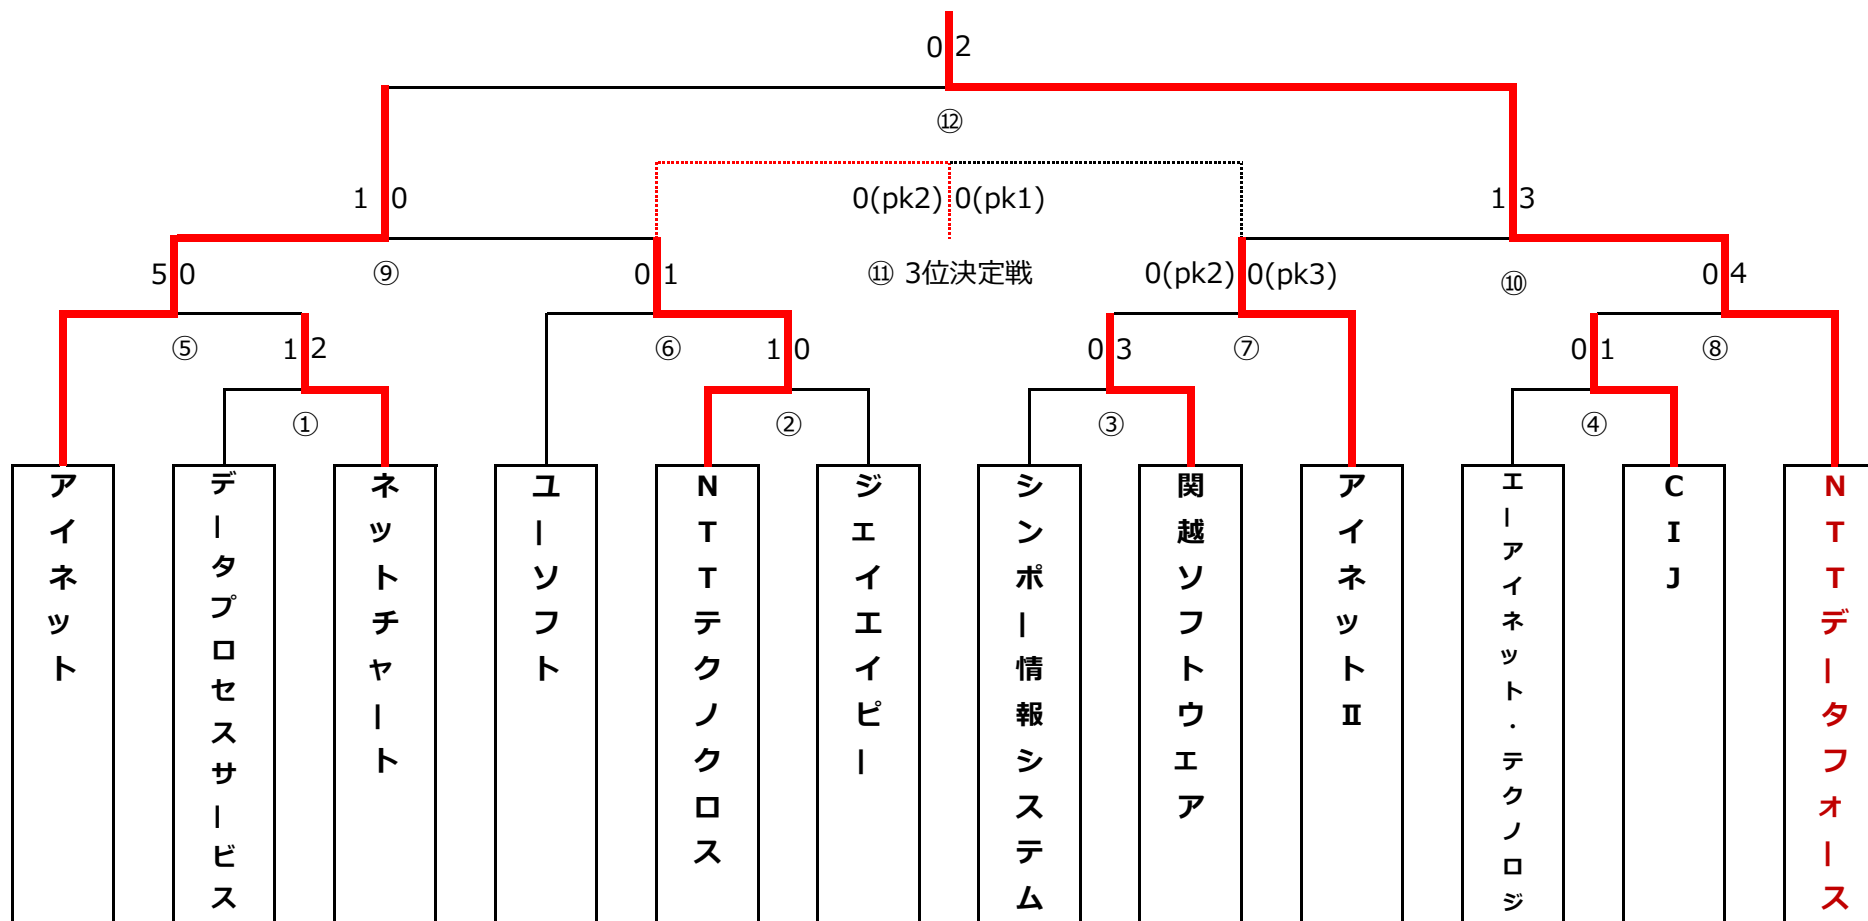 0 2
⑫
1 0
0(pk2) 0(pk1)
1 3
5 0
⑨
0 1
⑪ 3位決定戦
0(pk2) 0(pk3)
⑩
0 4
⑤
1 2
⑥
1 0
0 3
⑦
0 1
⑧
①
②
③
④
アイネット
データプロセスサービス
ネットチャート
ユーソフト
NTTテクノクロス
ジェイエイピー
シンポー情報システム
関越ソフトウェア
アイネットⅡ
エーアイネット・テクノロジ
CIJ
NTTデータフォース